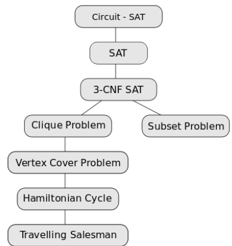 Circuit - SAT
SAT
3-CNF SAT
Clique Problem
Subset Problem
Vertex Cover Problem
Hamiltonian Cycle
Travelling Salesman